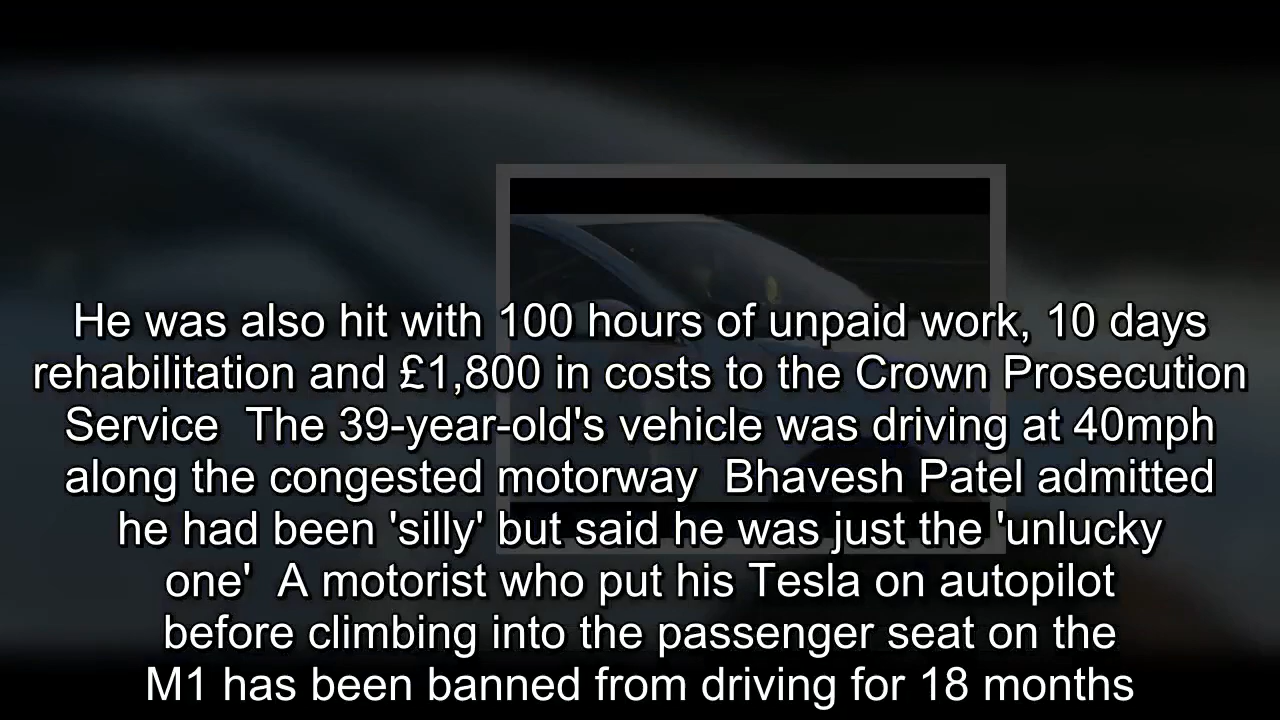 He was also hit with 100 hours of unpaid work, 10 days
rehabilitation and £1,800 in costs to the Crown Prosecution
Service  The 39-year-old's vehicle was driving at 40mph
along the congested motorway  Bhavesh Patel admitted
he had been 'silly' but said he was just the 'unlucky
one'  A motorist who put his Tesla on autopilot
before climbing into the passenger seat on the
M1 has been banned from driving for 18 months